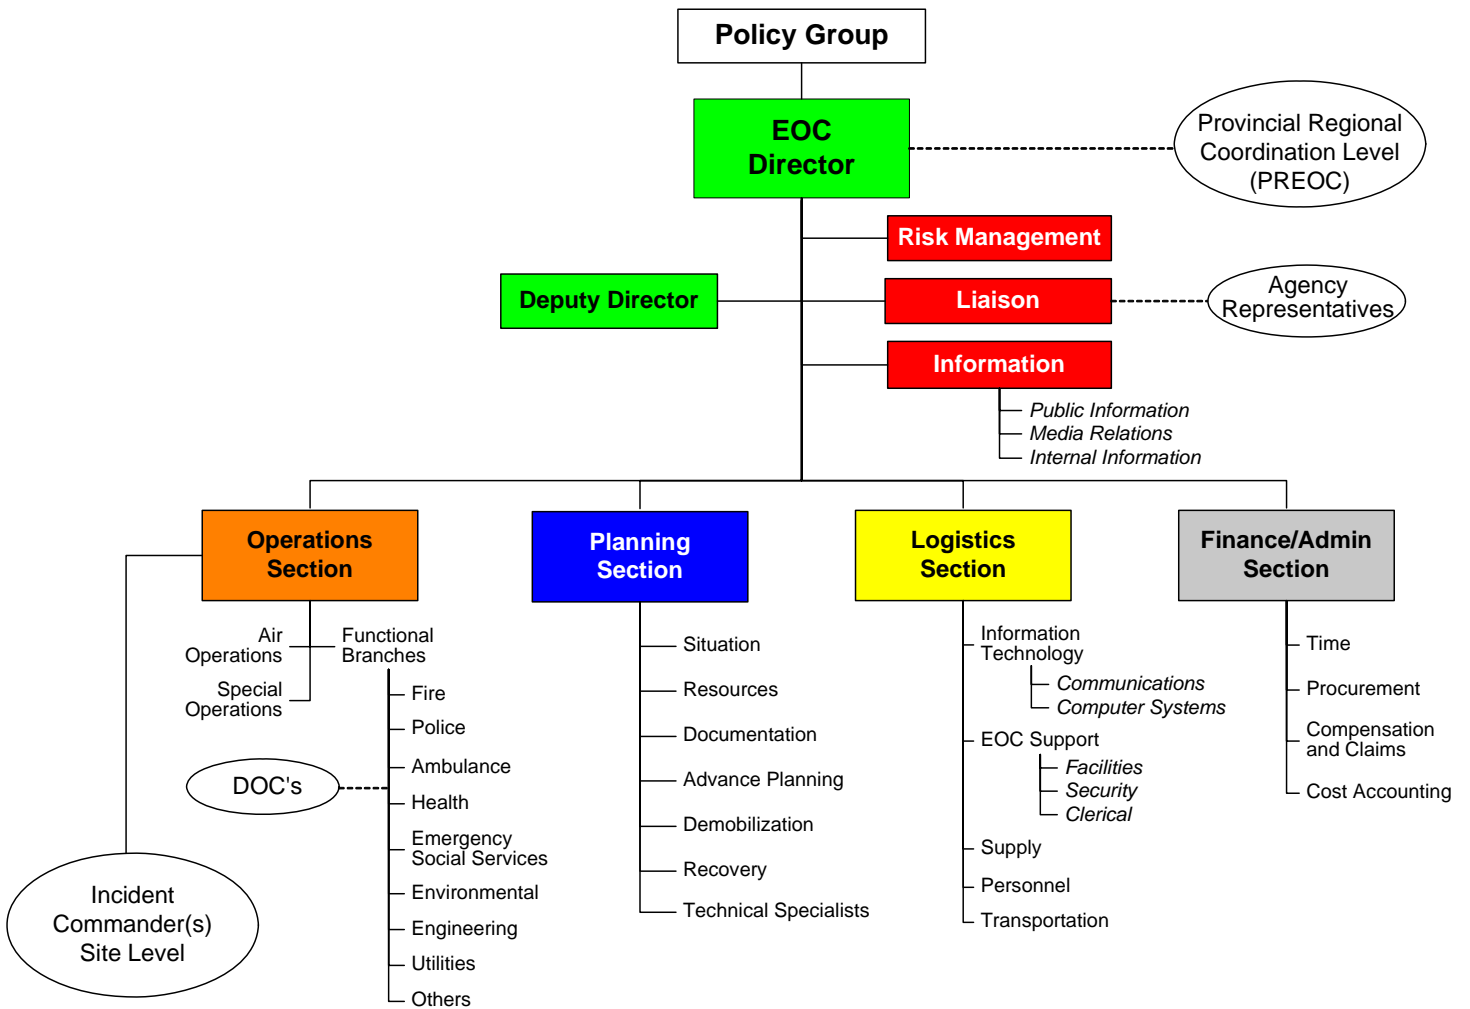 Policy Group
EOC
Director
Provincial Regional
Coordination Level
(PREOC)
Risk Management
Deputy Director
Liaison
Agency
Representatives
Information
Public Information
Media Relations
Internal Information
Operations
Section
Planning
Section
Logistics
Section
Finance/Admin
Section
Air
Operations
Special
Operations
Functional
Branches
Fire
Police
Ambulance
Health
Emergency
Social Services
Environmental
Engineering
Utilities
Others
DOC's
Incident
Commander(s)
Site Level
Situation
Resources
Documentation
Advance Planning
Demobilization
Recovery
Technical Specialists
Information
Technology
Communications
Computer Systems
EOC Support
Facilities
Security
Clerical
Supply
Personnel
Transportation
Time
Procurement
Compensation
and Claims
Cost Accounting